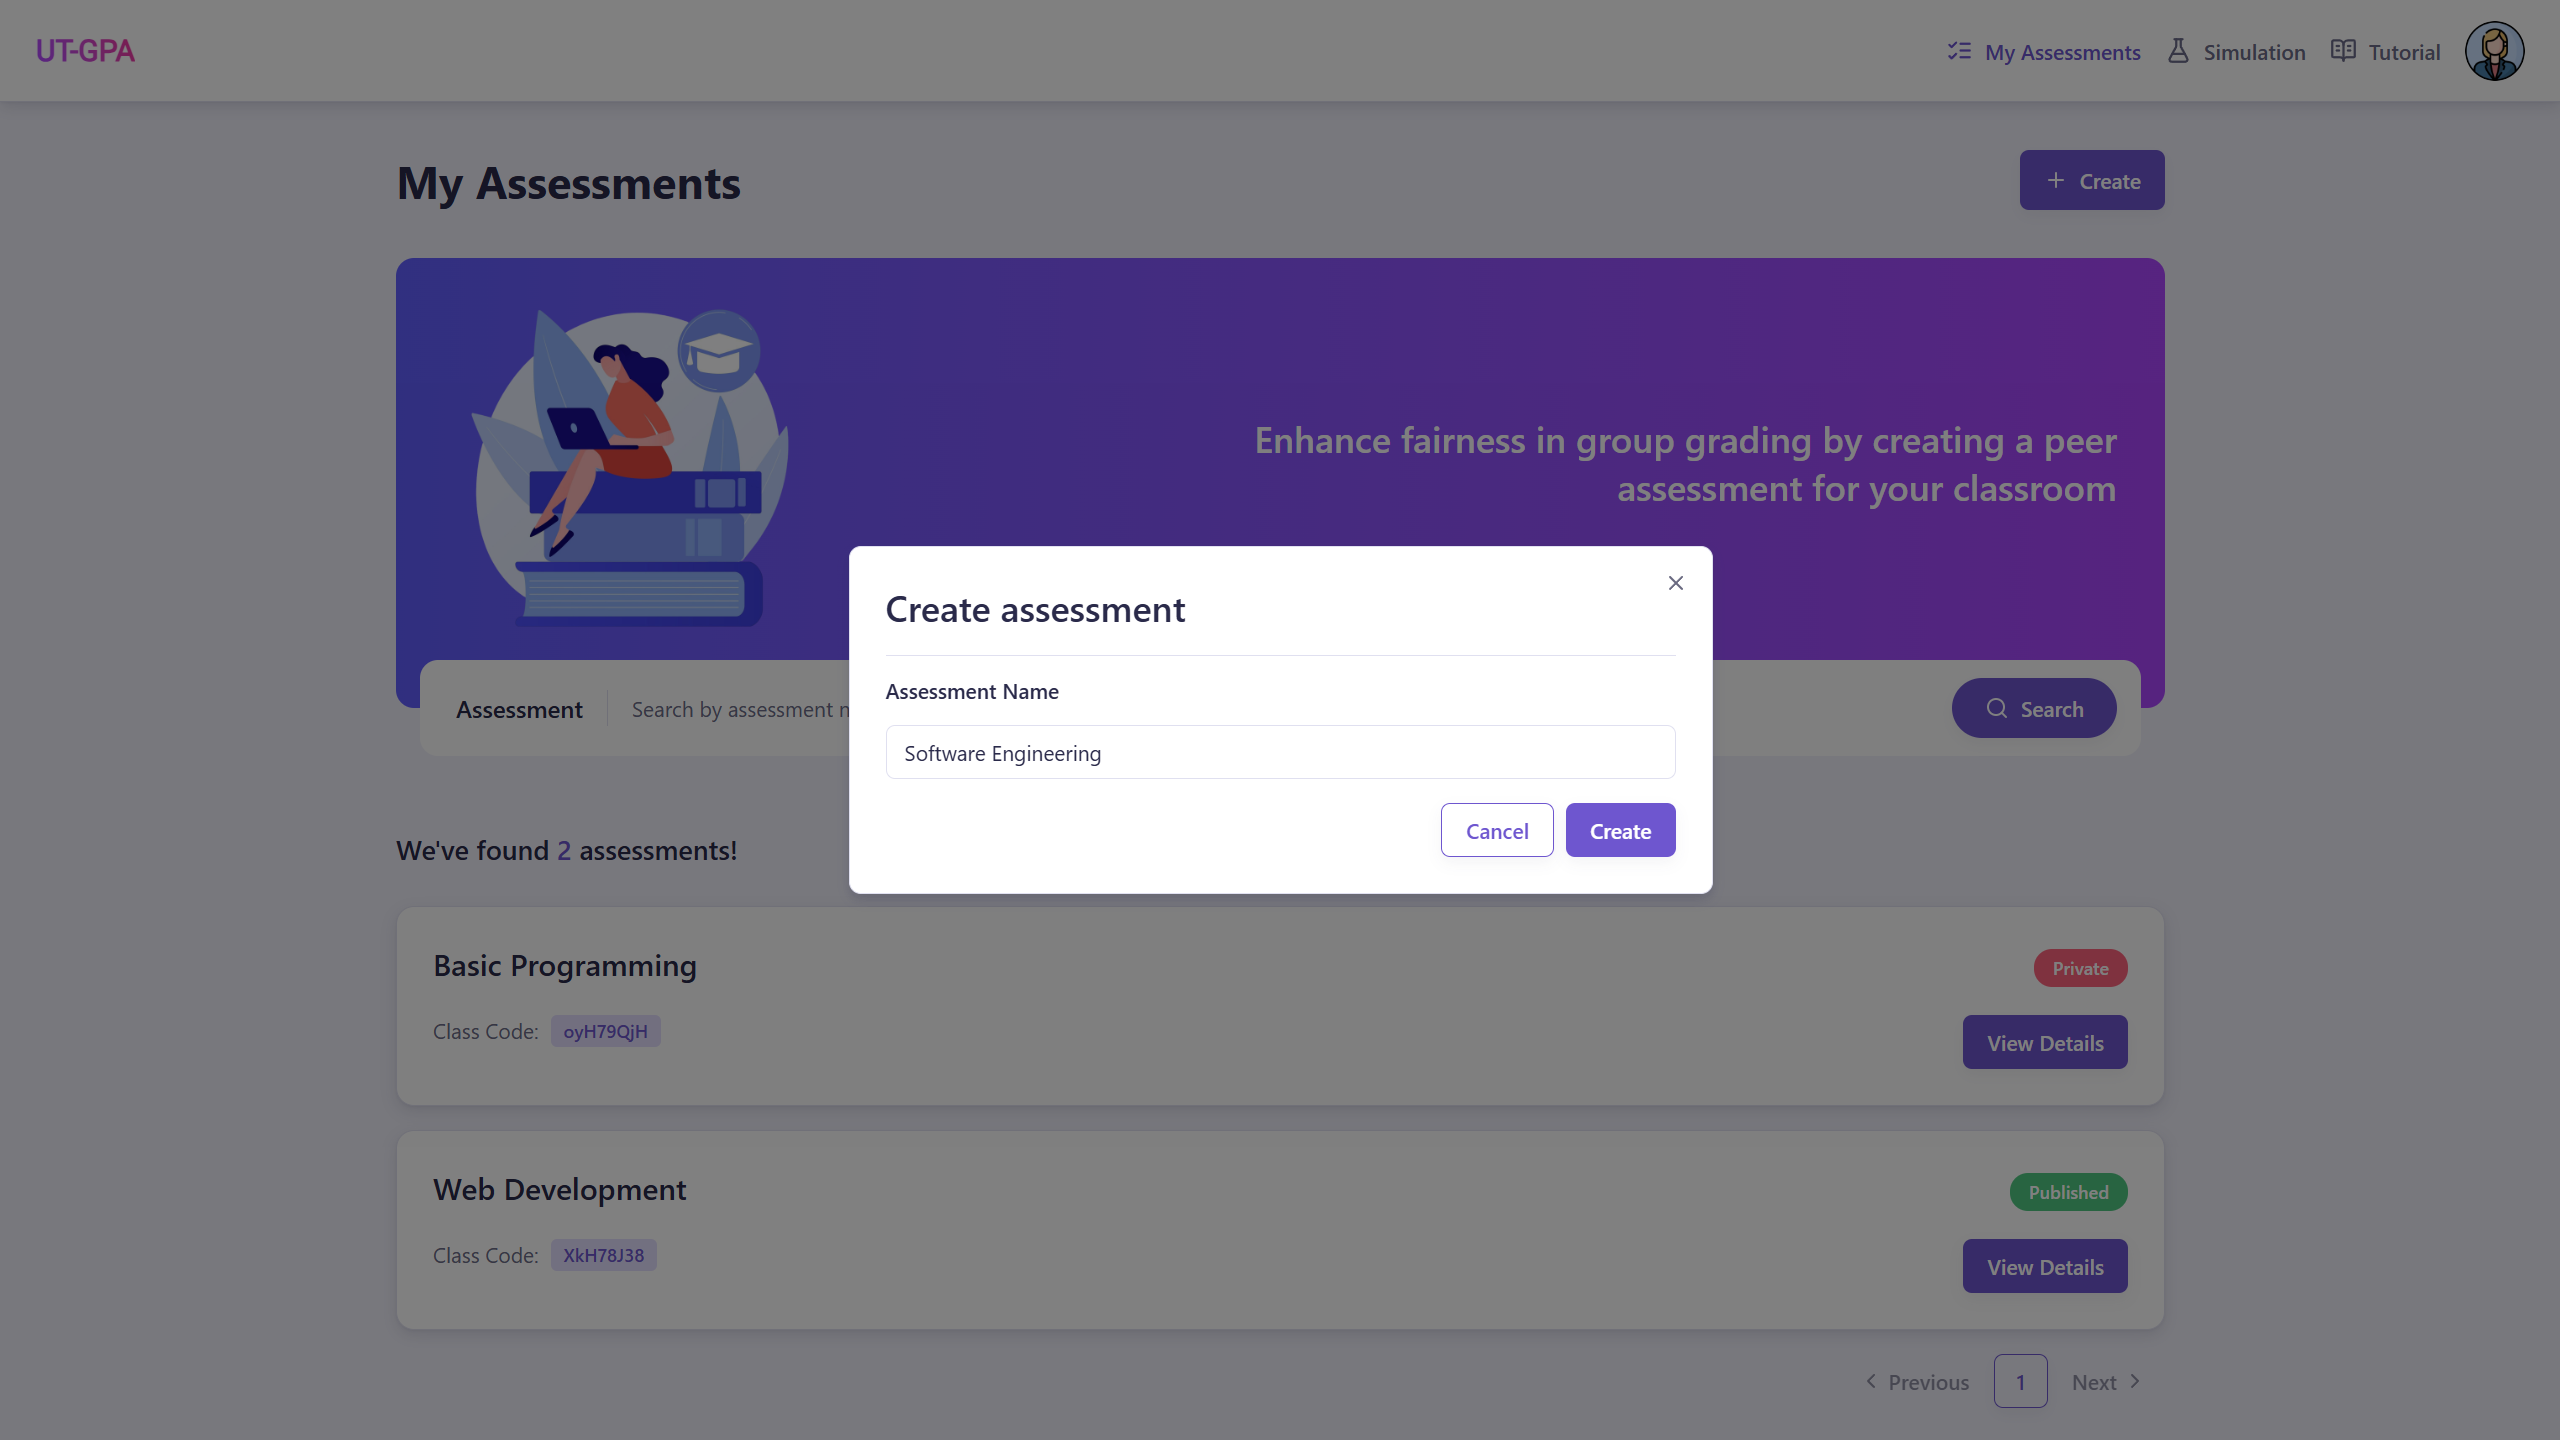 UT-GPA
My Assessments
Simulation
Tutorial
My Assessments
Create
Enhance fairness in group grading by creating a peer
assessment for your classroom
Create assessment
Assessment Name
Software Engineering
Cancel
Create
Assessment
Search by assessment
Search
We've found 2 assessments!
Basic Programming
Private
Class Code: oyH79QjH
View Details
Web Development
Published
Class Code: XkH78J38
View Details
Previous
1
Next